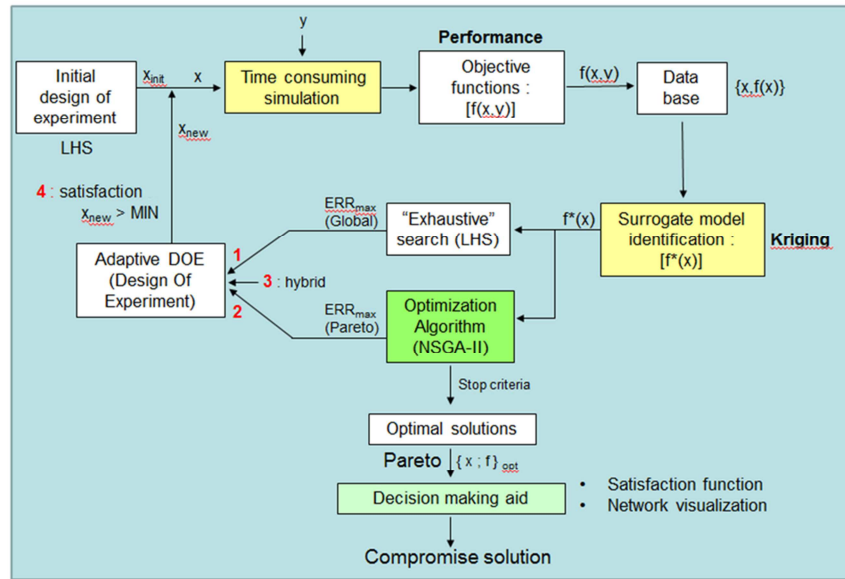 y
Performance
Initial
design of
experiment
LHS
x_init
x
x_new
Time consuming
simulation
Objective
functions :
[f(x,y)]
f(x,y)
Data
base
{x,f(x)}
4 : satisfaction
x_new > MIN
ERR_max
(Global)
"Exhaustive"
search (LHS)
f*(x)
Surrogate model
identification :
[f*(x)]
Kriging
Adaptive DOE
(Design Of
Experiment)
1
3 : hybrid
2
ERR_max
(Pareto)
Optimization
Algorithm
(NSGA-II)
Stop criteria
Optimal solutions
Pareto { x ; f } opt
Decision making aid
• Satisfaction function
• Network visualization
Compromise solution